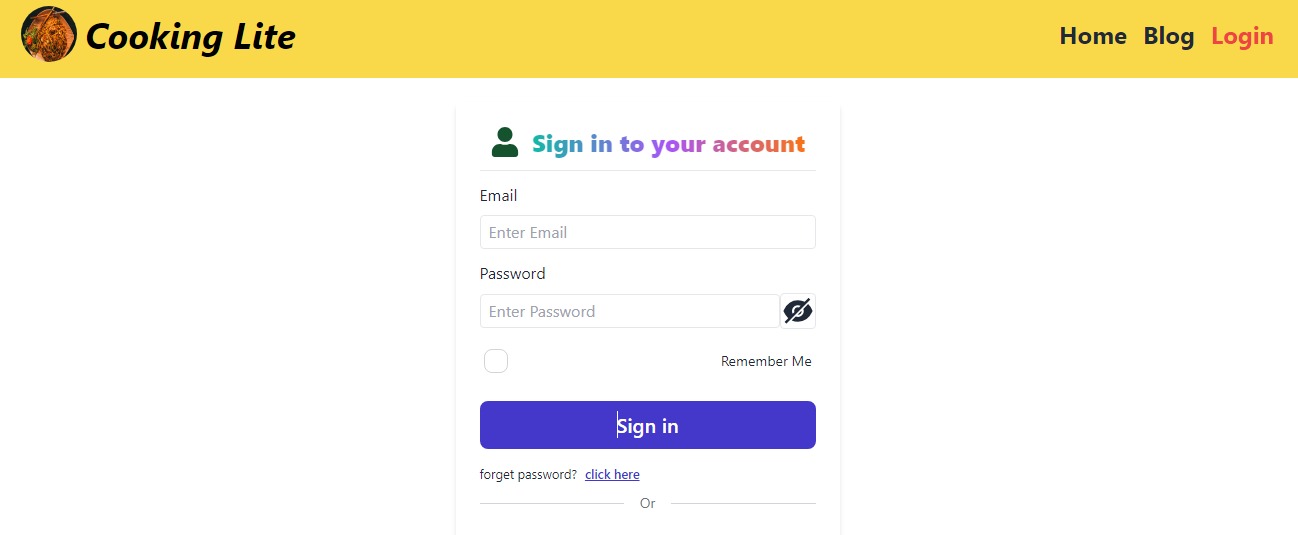 Cooking Lite
Home Blog Login
Sign in to your account
Email
Enter Email
Password
Enter Password
Remember Me
Sign in
forget password? click here
Or